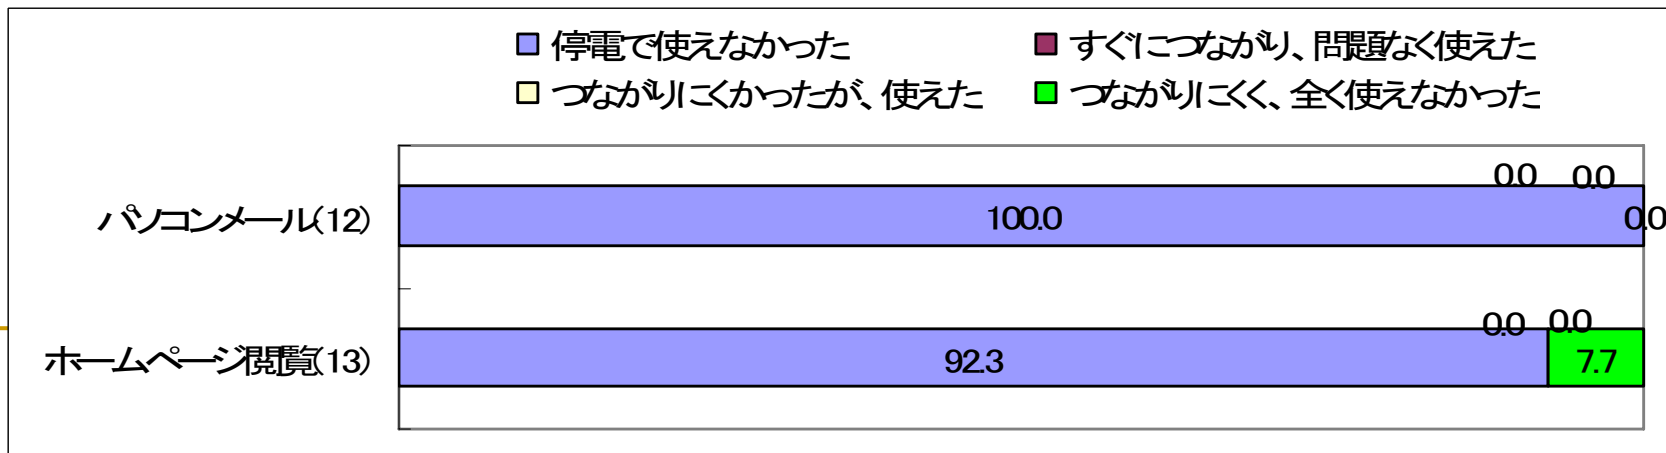 停電で使えなかった すぐにつながり、問題なく使えた
つながりにくかったが、使えた つながりにくく、全く使えなかった
0.0 0.0
パソコンメール(12) 100.0 0.0
0.0 0.0
ホームページ閲覧(13) 92.3 7.7